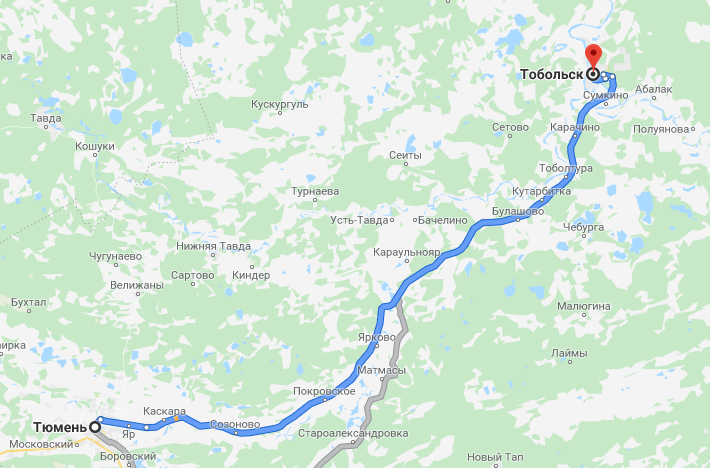 Тобольск
Абалак
Сумкино
Кускургуль
Тавда
Карачино
Полуянова
Сетово
Кошуки
Сеиты
Тоболтура
Турнаева
Кутарбитка
Булашово
Усть-Тавда
Бачелино
Чебурга
Нижняя Тавда
Караульнояр
Чугунаево
Сартово
Киндер
Велижаны
Бухтал
Малюгина
Ярково
ирка
Лаймы
Матмасы
Покровское
Каскара
Созоново
Тюмень
Яр
Староалександровка
Московский
Боровский
Новый Тап